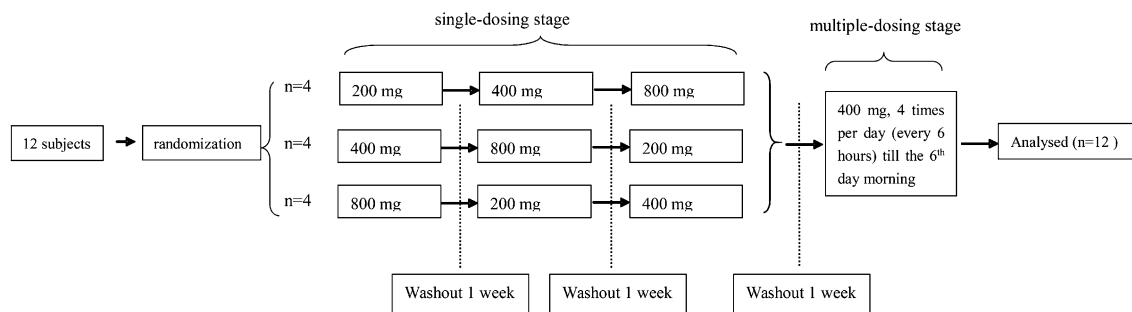 single-dosing stage
multiple-dosing stage
n=4
200 mg
400 mg
800 mg
12 subjects
randomization
n=4
400 mg
800 mg
200 mg
n=4
800 mg
200 mg
400 mg
400 mg, 4 times
per day (every 6
hours) till the 6th
day morning
Analysed (n=12 )
Washout 1 week
Washout 1 week
Washout 1 week